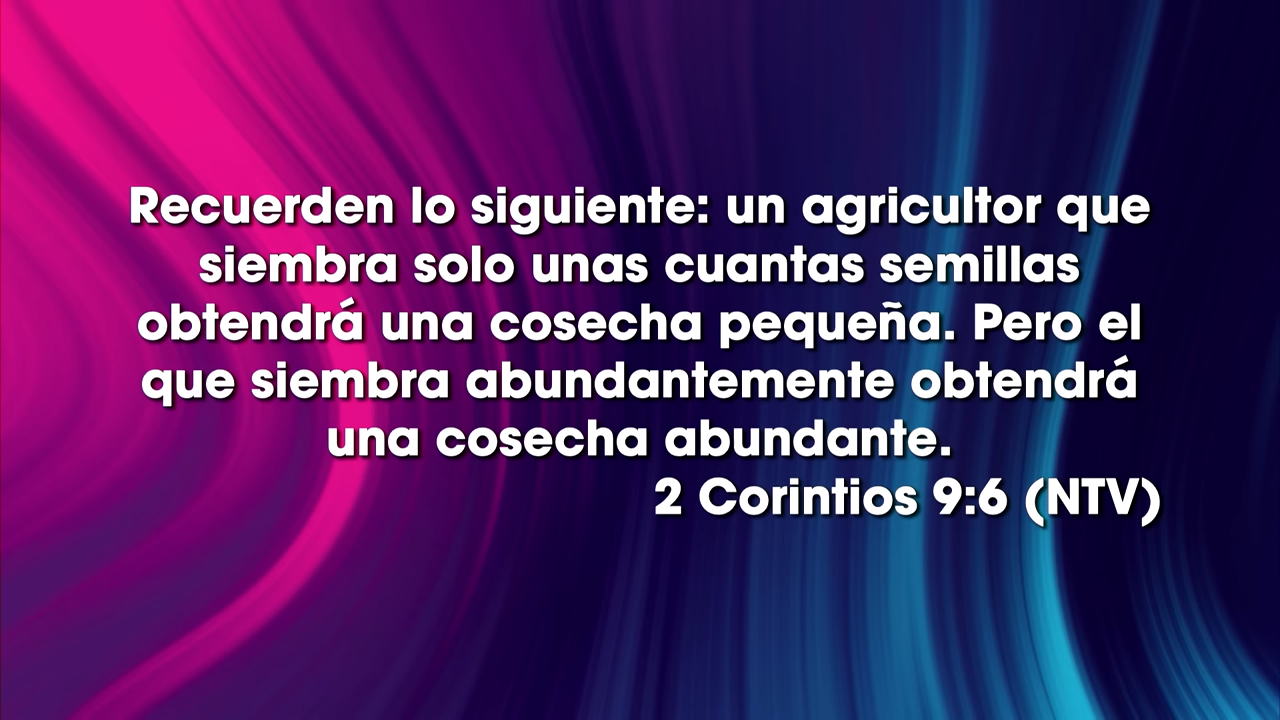 Recuerden lo siguiente: un agricultor que
siembra solo unas cuantas semillas
obtendrá una cosecha pequeña. Pero el
que siembra abundantemente obtendrá
una cosecha abundante.
2 Corintios 9:6 (NTV)